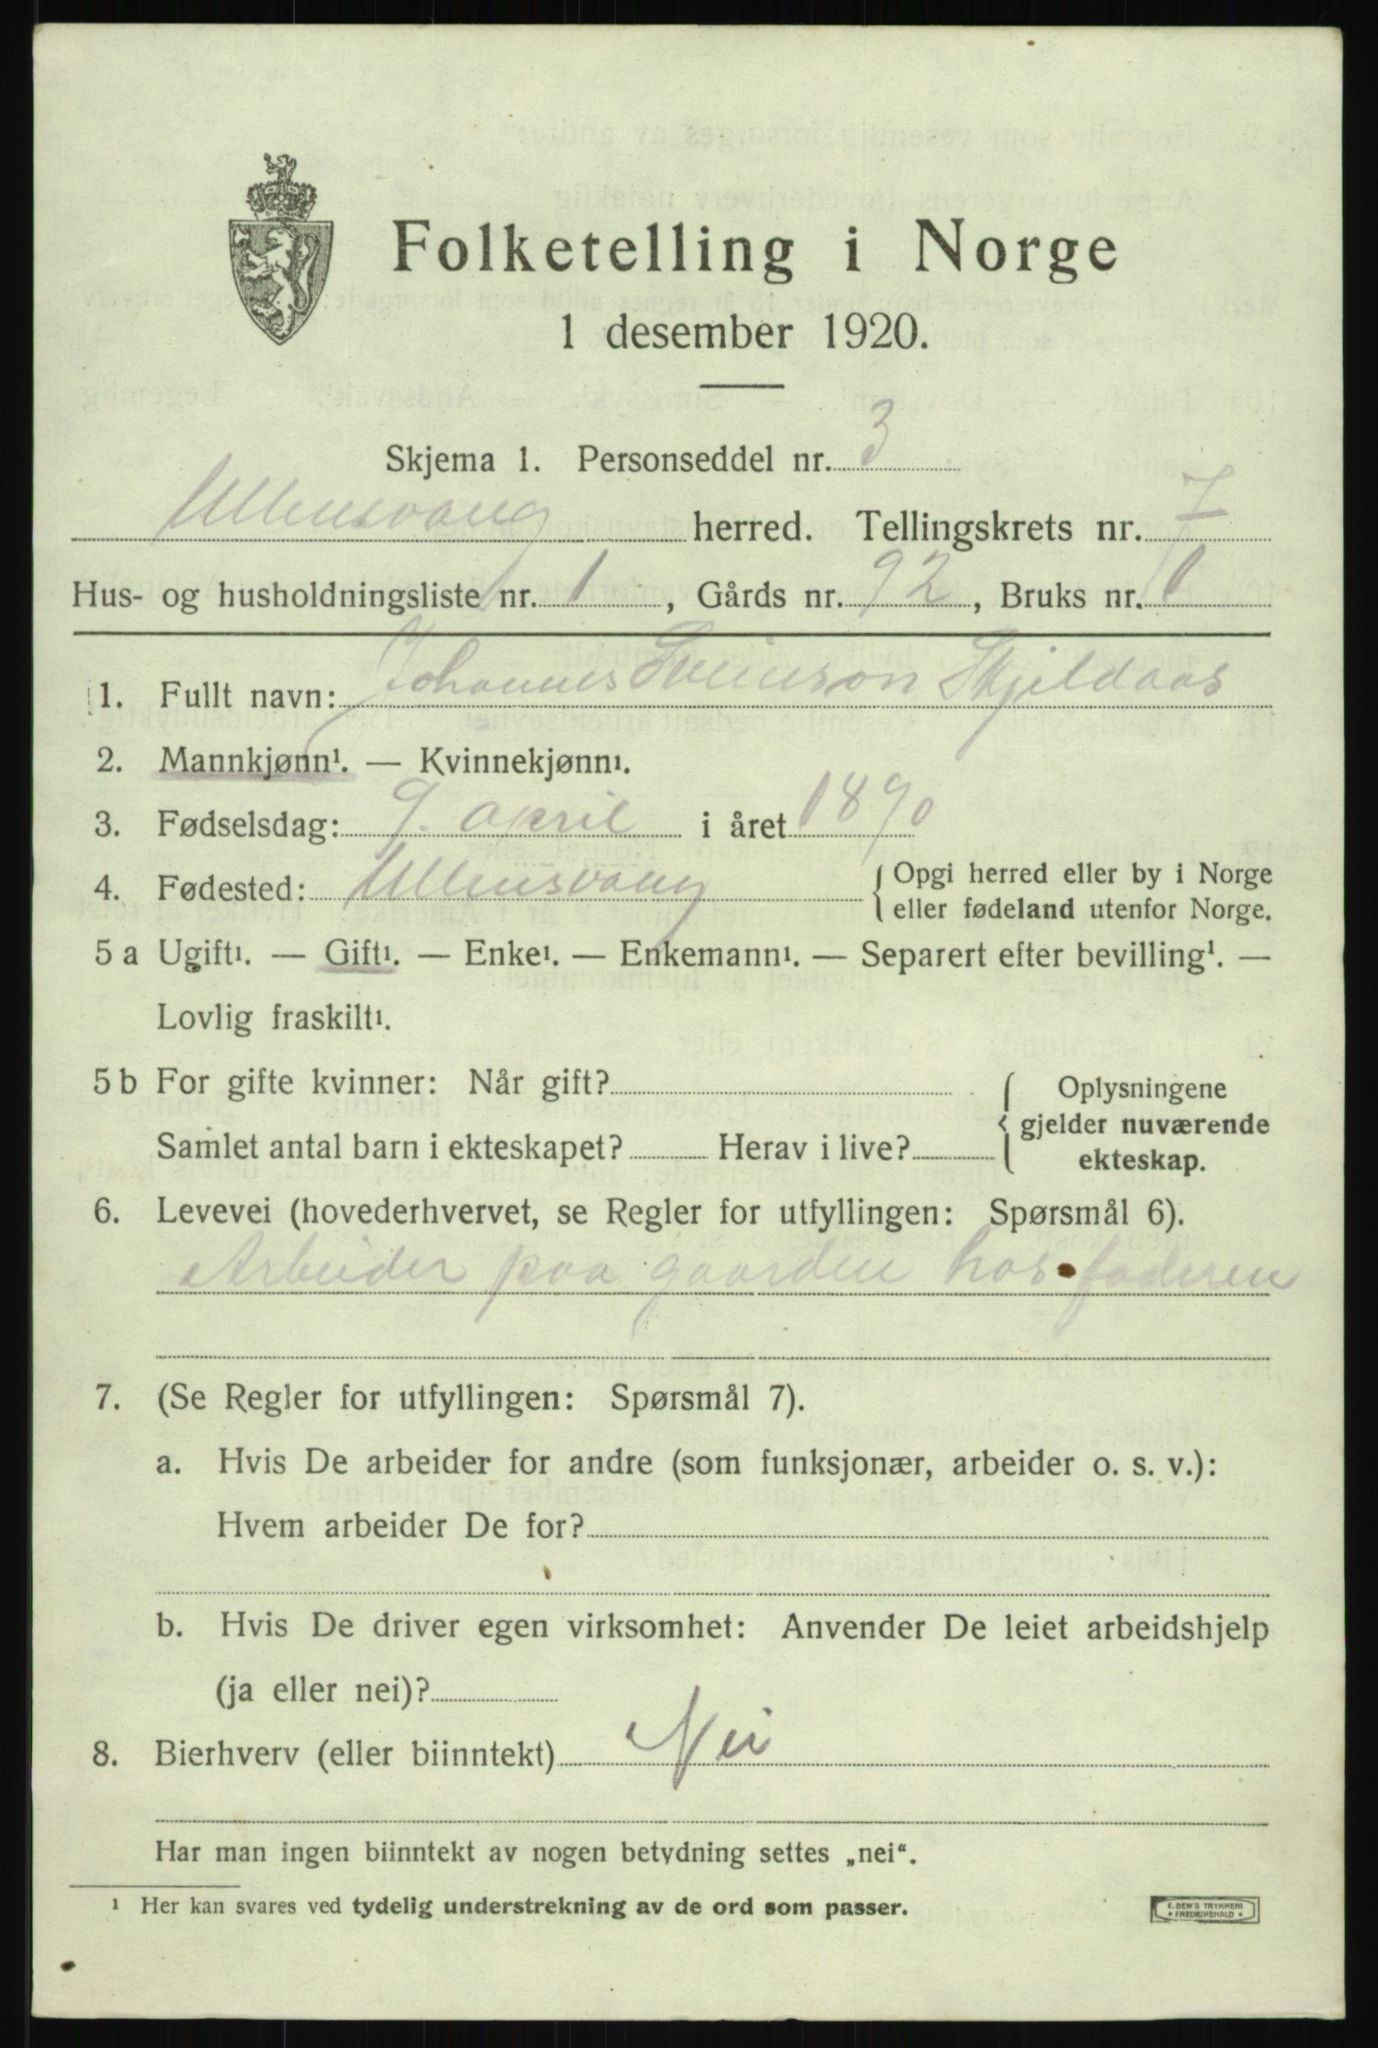 Folketelling i Norge
1 desember 1920.
Skjema 1. Personseddel nr. 3
Ullensvang herred. Tellingskrets nr. 7
Hus- og husholdningsliste nr. 1, Gårds nr. 92, Bruks nr. 1
1. Fullt navn: Johannes Sveinson Skjeldaas
2. Mannkjønn¹. — Kvinnekjønn¹.
3. Fødselsdag: 9. april i året 1890
4. Fødested: Ullensvang { Opgi herred eller by i Norge
eller fødeland utenfor Norge.
5 a Ugift¹. — Gift¹. — Enke¹. — Enkemann¹. — Separert efter bevilling¹. —
Lovlig fraskilt¹.
5 b For gifte kvinner: Når gift? { Oplysningene
gjelder nuværende
Samlet antal barn i ekteskapet? Herav i live?
ekteskap.
6. Levevei (hovederhvervet, se Regler for utfyllingen: Spørsmål 6).
Arbeider paa gaarden hos faderen
7. (Se Regler for utfyllingen: Spørsmål 7).
a. Hvis De arbeider for andre (som funksjonær, arbeider o. s. v.):
Hvem arbeider De for?
b. Hvis De driver egen virksomhet: Anvender De leiet arbeidshjelp
(ja eller nei)?
8. Bierhverv (eller biinntekt) Nei
Har man ingen biinntekt av nogen betydning settes „nei“.
¹ Her kan svares ved tydelig understrekning av de ord som passer.
E. SEM'S TRYKKERI
* FREDRIKSHALD *